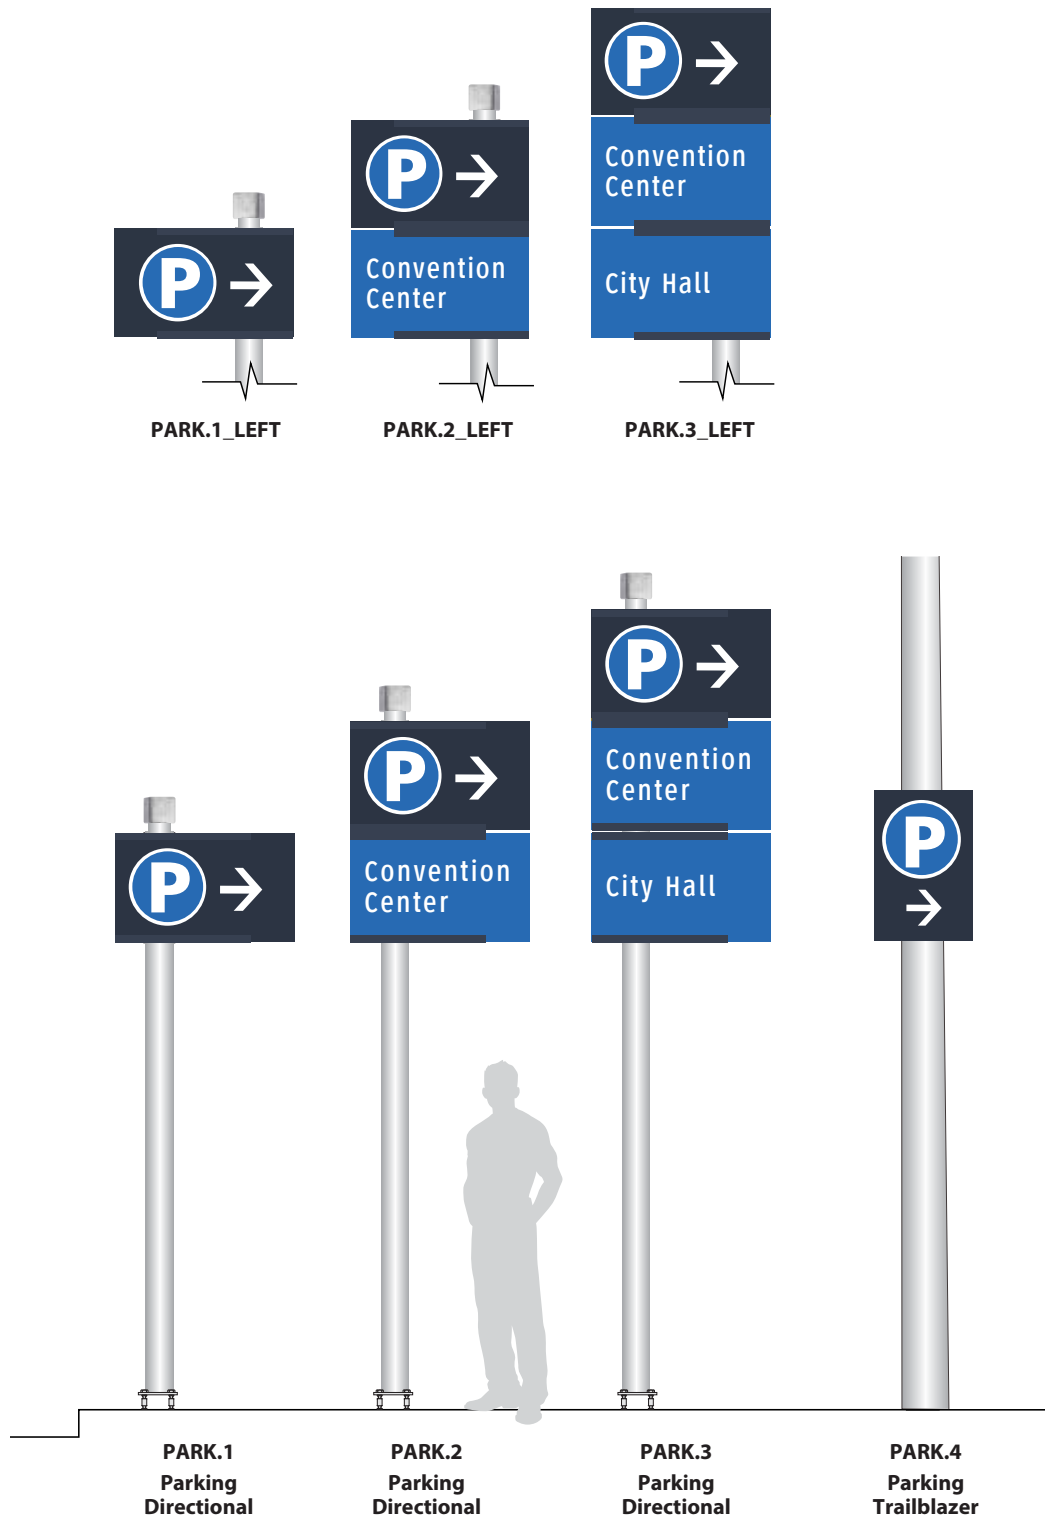 P
Convention
Center
City Hall
P
Convention
Center
P
PARK.1_LEFT
PARK.2_LEFT
PARK.3_LEFT
P
Convention
Center
City Hall
P
Convention
Center
P
P
PARK.1
Parking
Directional
PARK.2
Parking
Directional
PARK.3
Parking
Directional
PARK.4
Parking
Trailblazer